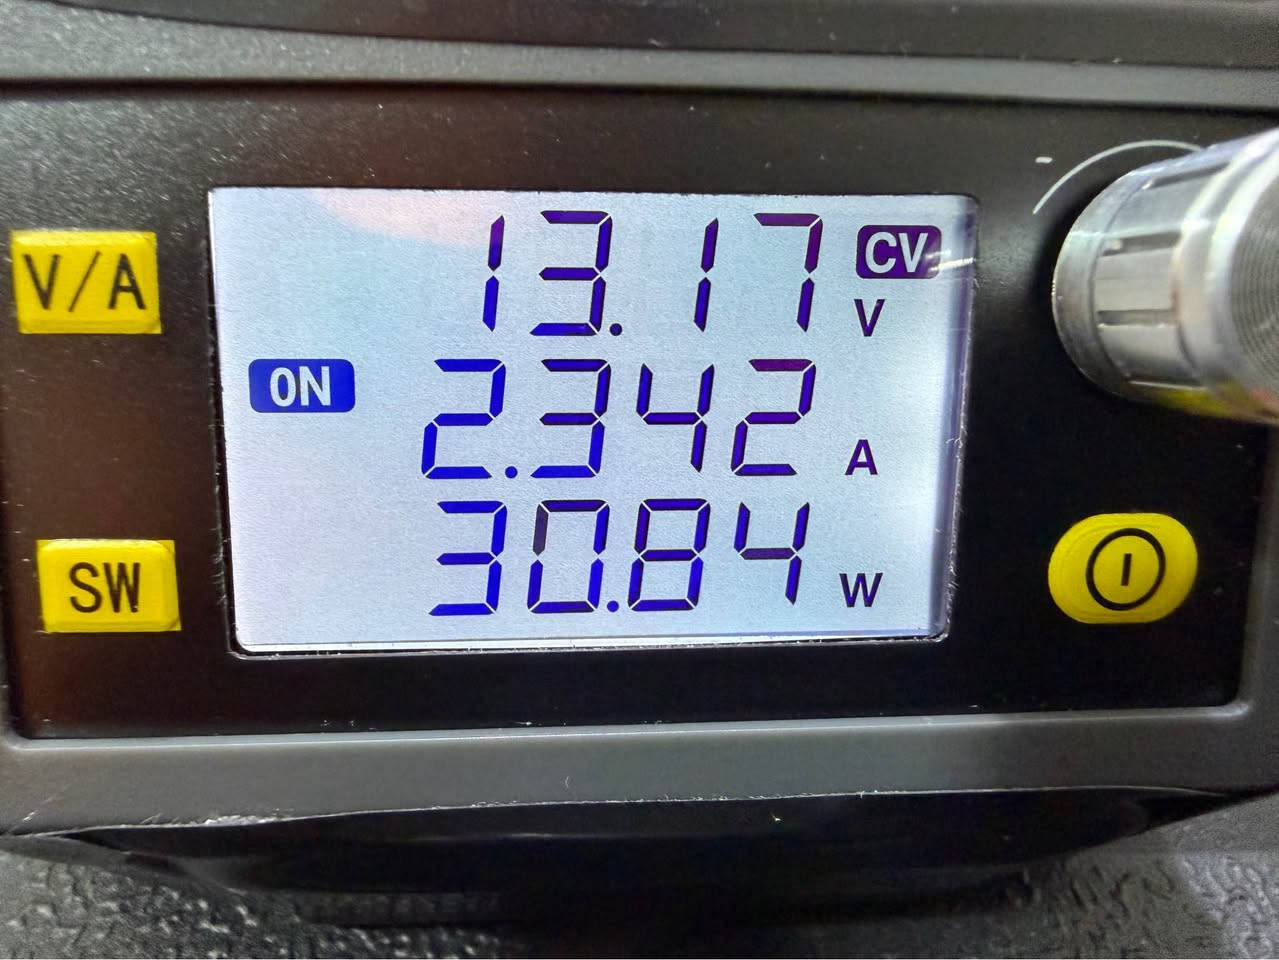 V/A
13.17 V CV
ON
2.342 A
30.84 W
SW